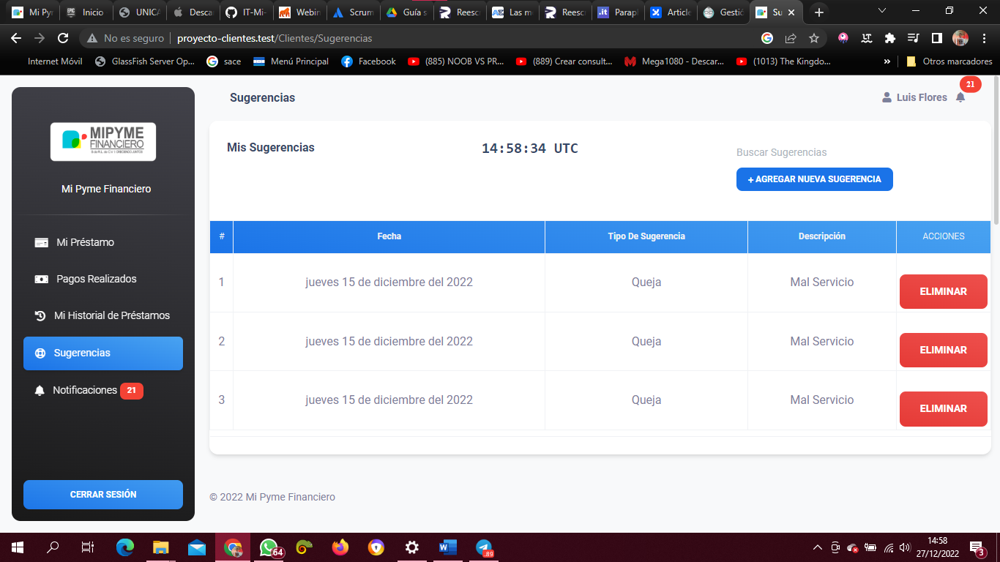 Mi Py
Inicio
UNICA
Descar
IT-Mi-
Webin
Scrum
Guía s
Reesc
Las m
Reesc
Parap
Article
Gestió
Su
No es seguro
proyecto-clientes.test/Clientes/Sugerencias
Internet Móvil
GlassFish Server Op...
sace
Menú Principal
Facebook
(885) NOOB VS PR...
(889) Crear consult...
Mega1080 - Descar...
(1013) The Kingdo...
»
Otros marcadores
MIPYME
FINANCIERO
Mi Pyme Financiero
Mi Préstamo
Pagos Realizados
Mi Historial de Préstamos
Sugerencias
Notificaciones 21
CERRAR SESIÓN
Sugerencias
Luis Flores
21
Mis Sugerencias
14:58:34 UTC
Buscar Sugerencias
+ AGREGAR NUEVA SUGERENCIA
# Fecha Tipo De Sugerencia Descripción ACCIONES
1 jueves 15 de diciembre del 2022 Queja Mal Servicio ELIMINAR
2 jueves 15 de diciembre del 2022 Queja Mal Servicio ELIMINAR
3 jueves 15 de diciembre del 2022 Queja Mal Servicio ELIMINAR
© 2022 Mi Pyme Financiero
64
89
14:58
27/12/2022
3